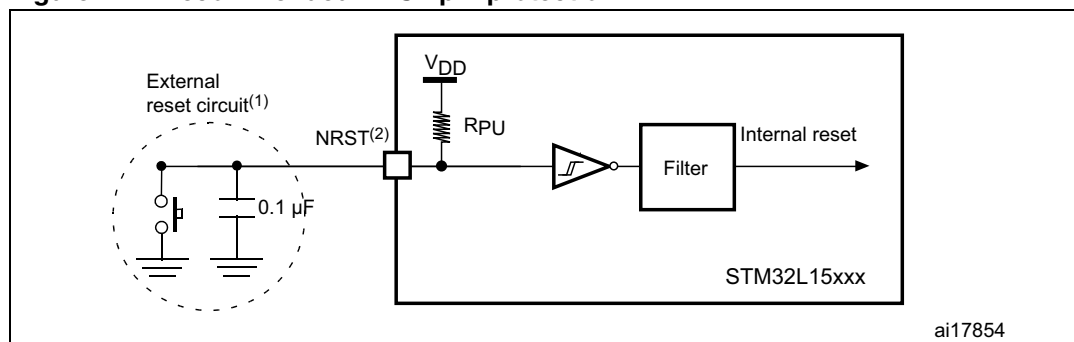 External
reset circuit(1)
VDD
NRST(2)
RPU
Internal reset
Filter
0.1 µF
STM32L15xxx
ai17854